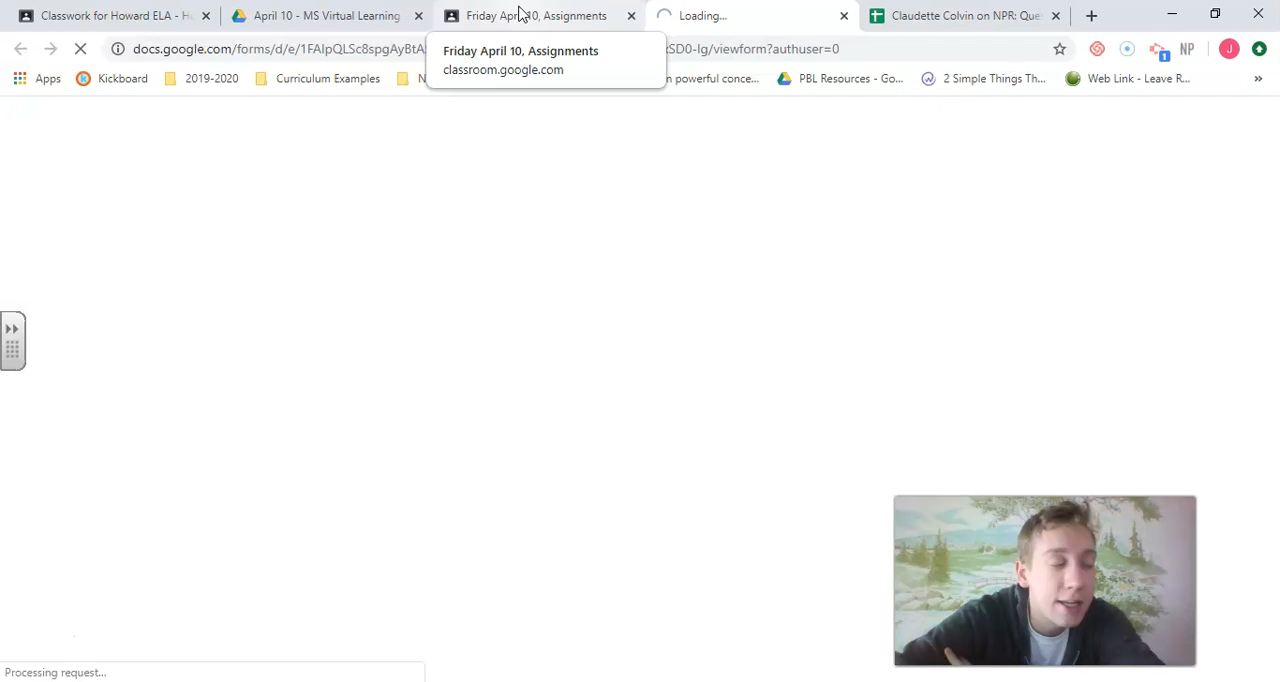 Classwork for Howard ELA - H
April 10 - MS Virtual Learning
Friday April 10, Assignments
Loading...
Claudette Colvin on NPR: Que
docs.google.com/forms/d/e/1FAIpQLSc8spgAyBtA
SD0-Ig/viewform?authuser=0
1
NP
J
Friday April 10, Assignments
classroom.google.com
Apps
Kickboard
2019-2020
Curriculum Examples
N
n powerful conce...
PBL Resources - Go...
2 Simple Things Th...
Web Link - Leave R...
Processing request...